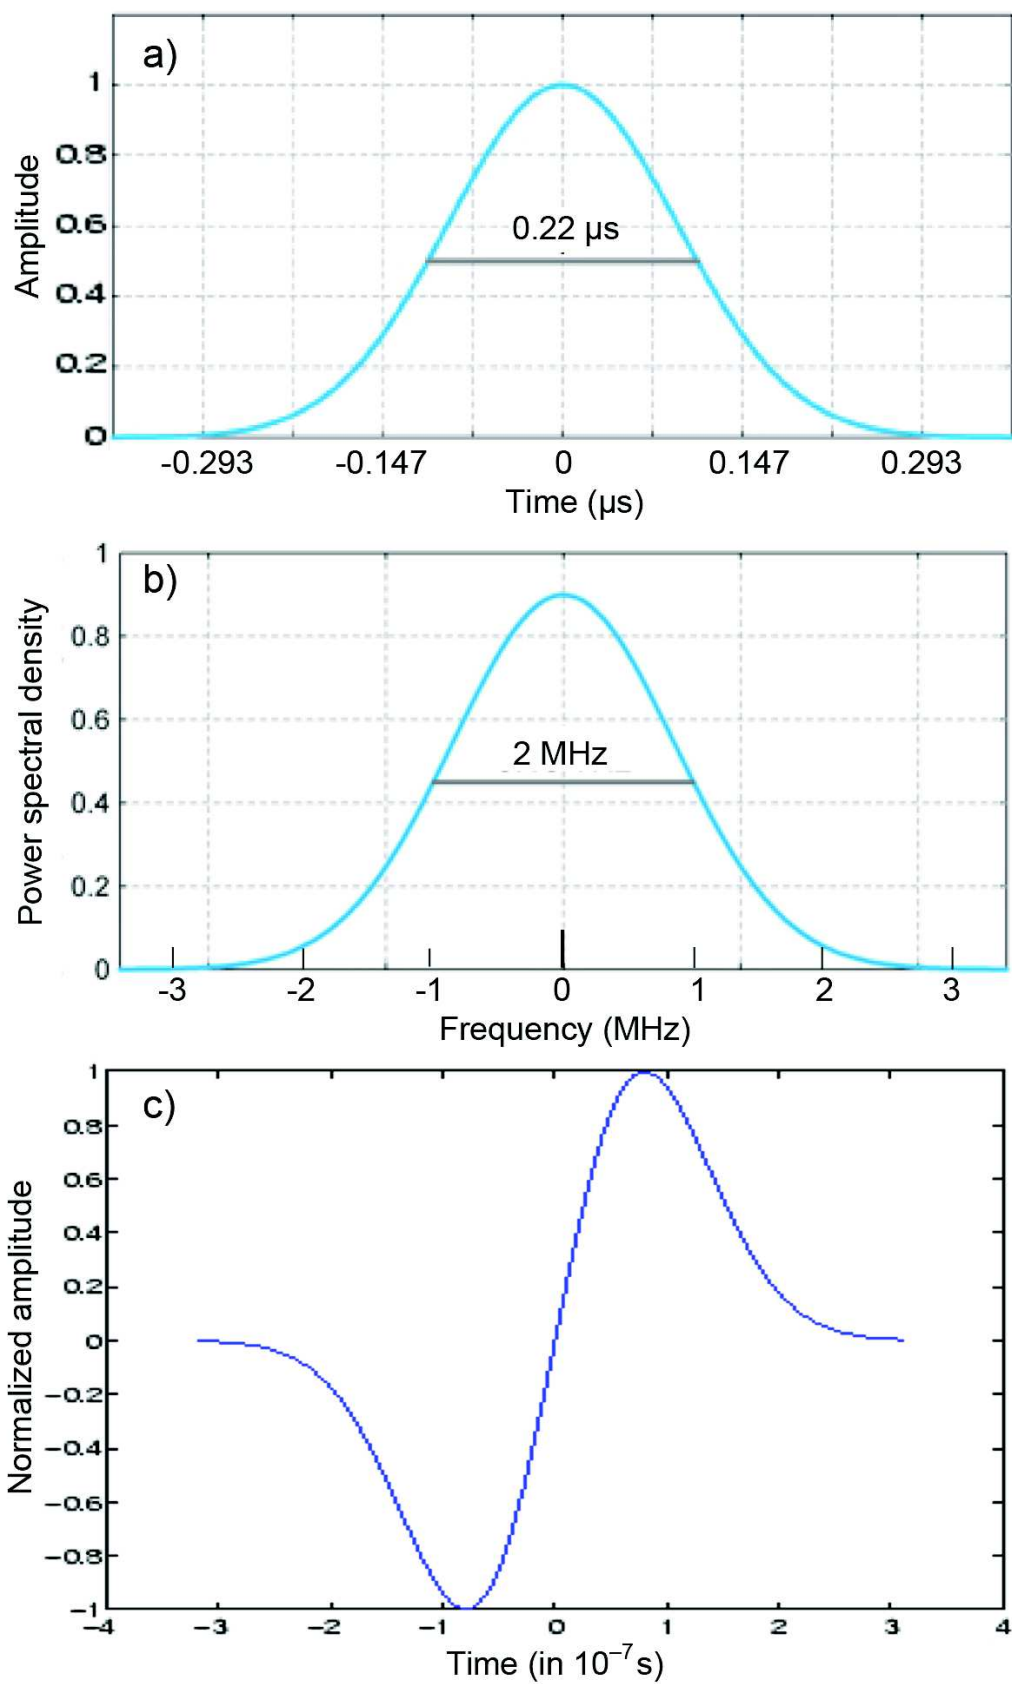 a)
Amplitude
1
0.8
0.6
0.4
0.2
0
0.22 µs
-0.293 -0.147 0 0.147 0.293
Time (µs)
b)
Power spectral density
1
0.8
0.6
0.4
0.2
0
2 MHz
-3 -2 -1 0 1 2 3
Frequency (MHz)
c)
Normalized amplitude
1
0.8
0.6
0.4
0.2
0
−0.2
−0.4
−0.6
−0.8
−1
−4 −3 −2 −1 0 1 2 3 4
Time (in 10⁻⁷s)